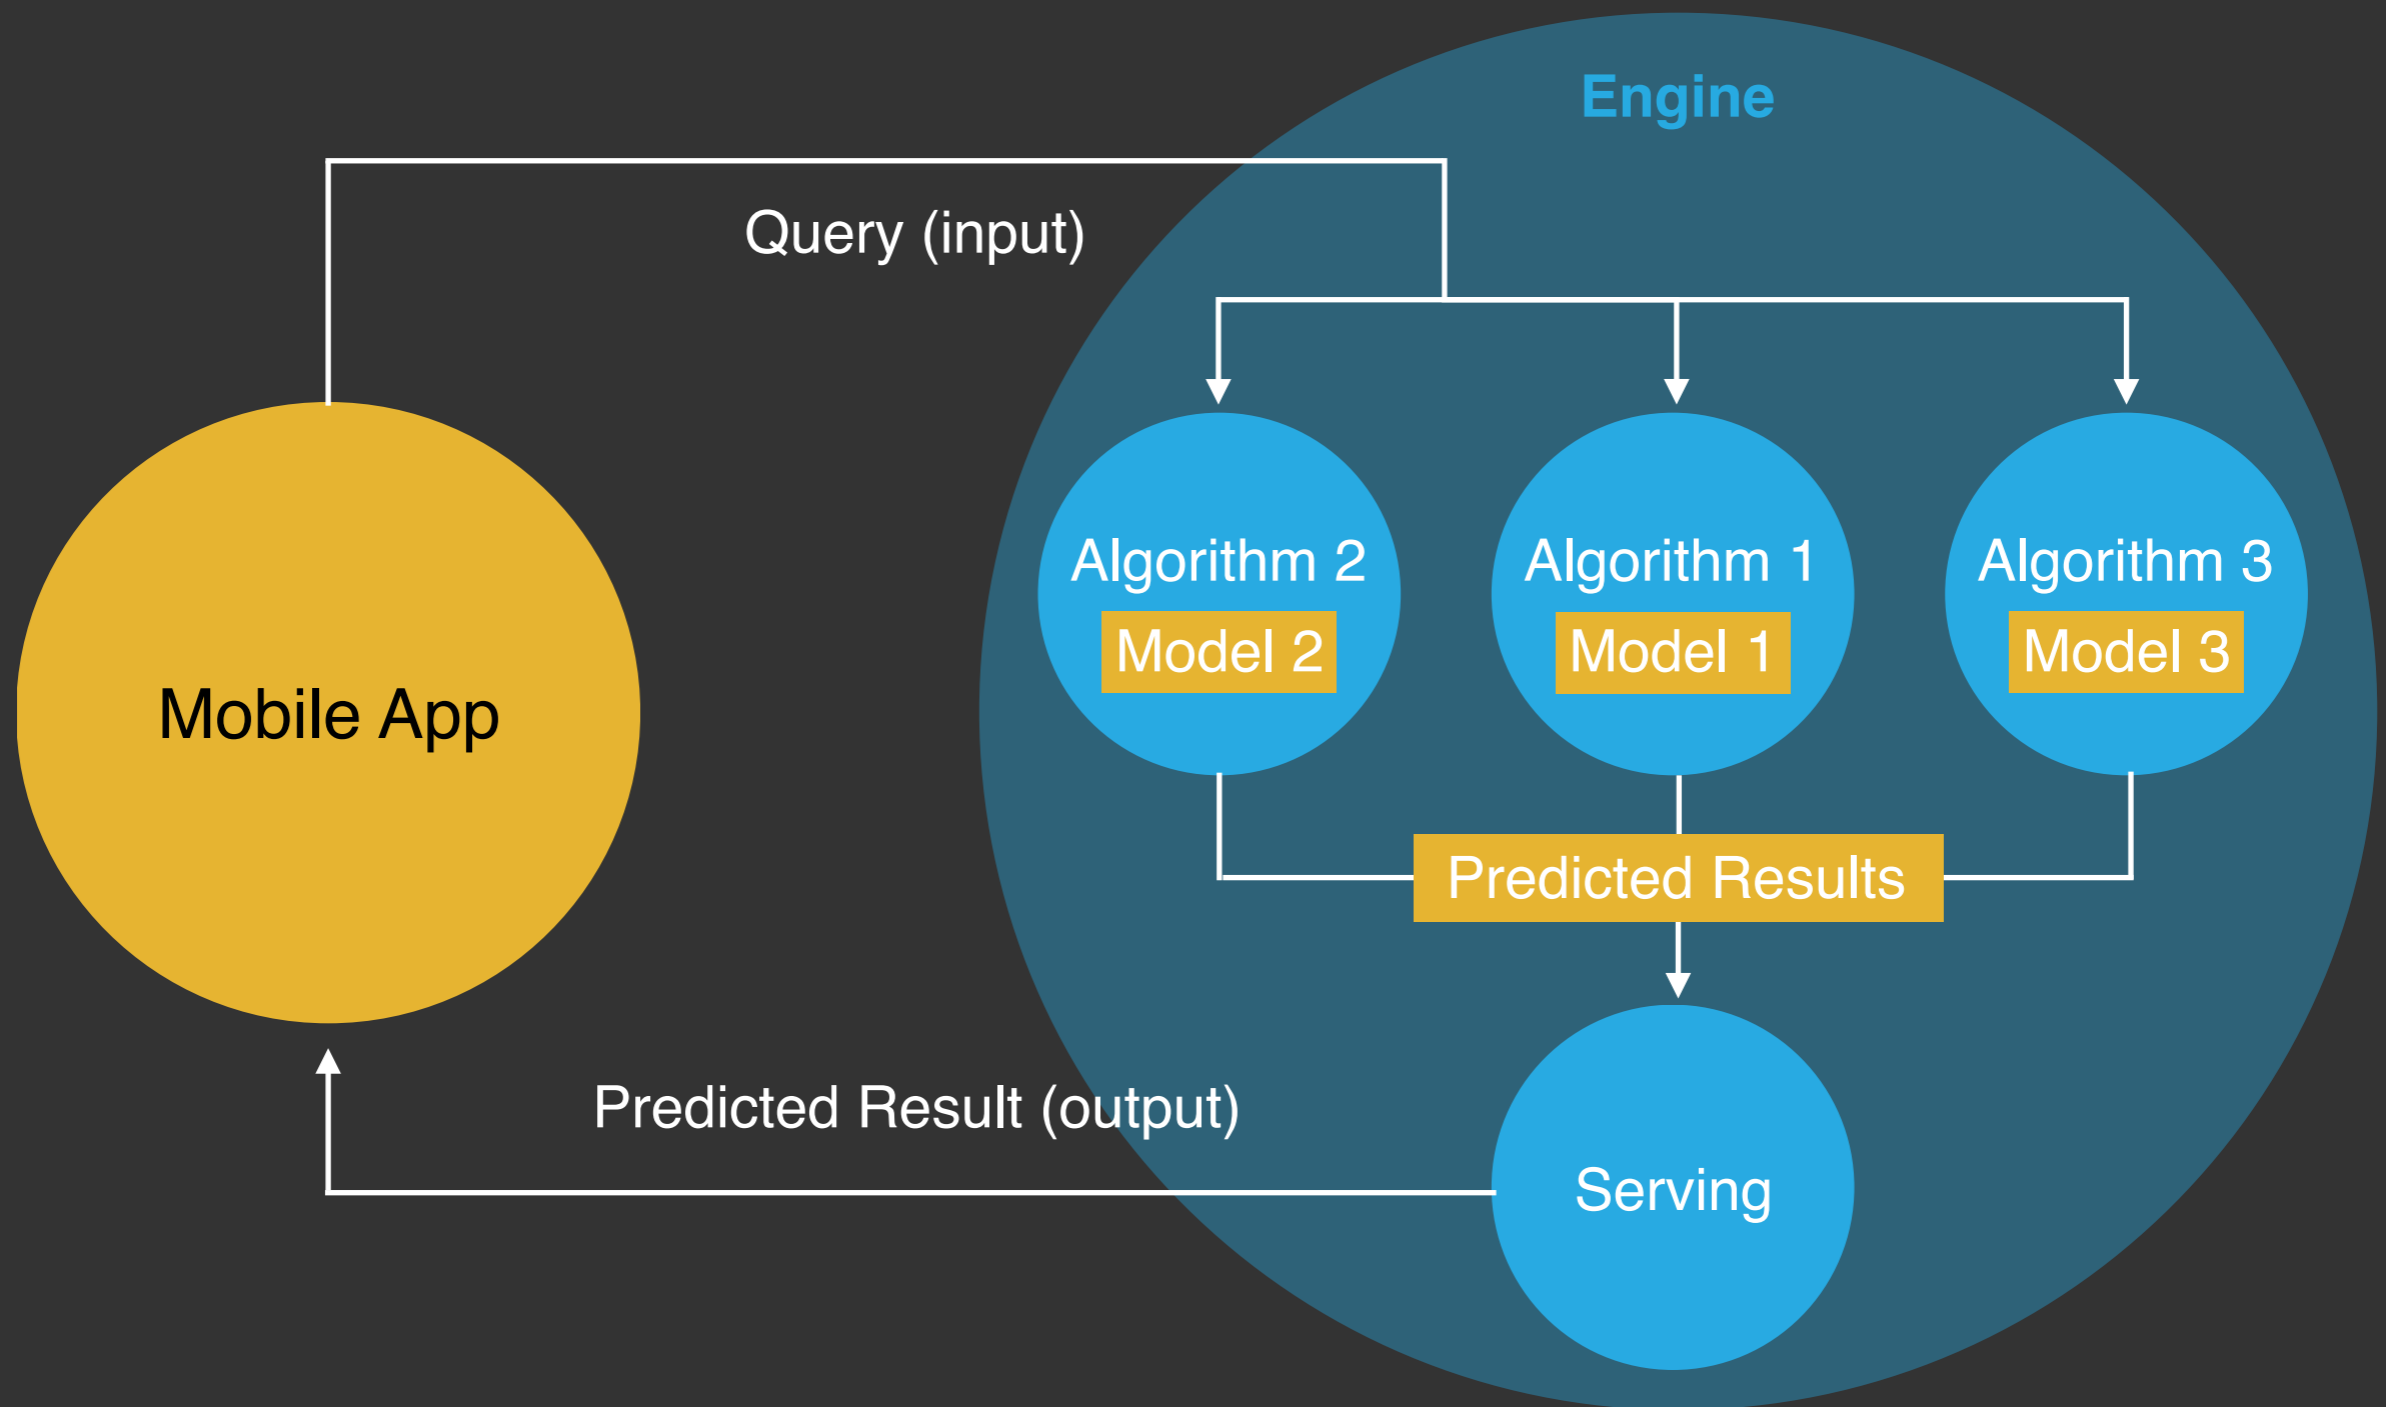 Engine
Query (input)
Algorithm 2
Model 2
Algorithm 1
Model 1
Algorithm 3
Model 3
Mobile App
Predicted Results
Predicted Result (output)
Serving